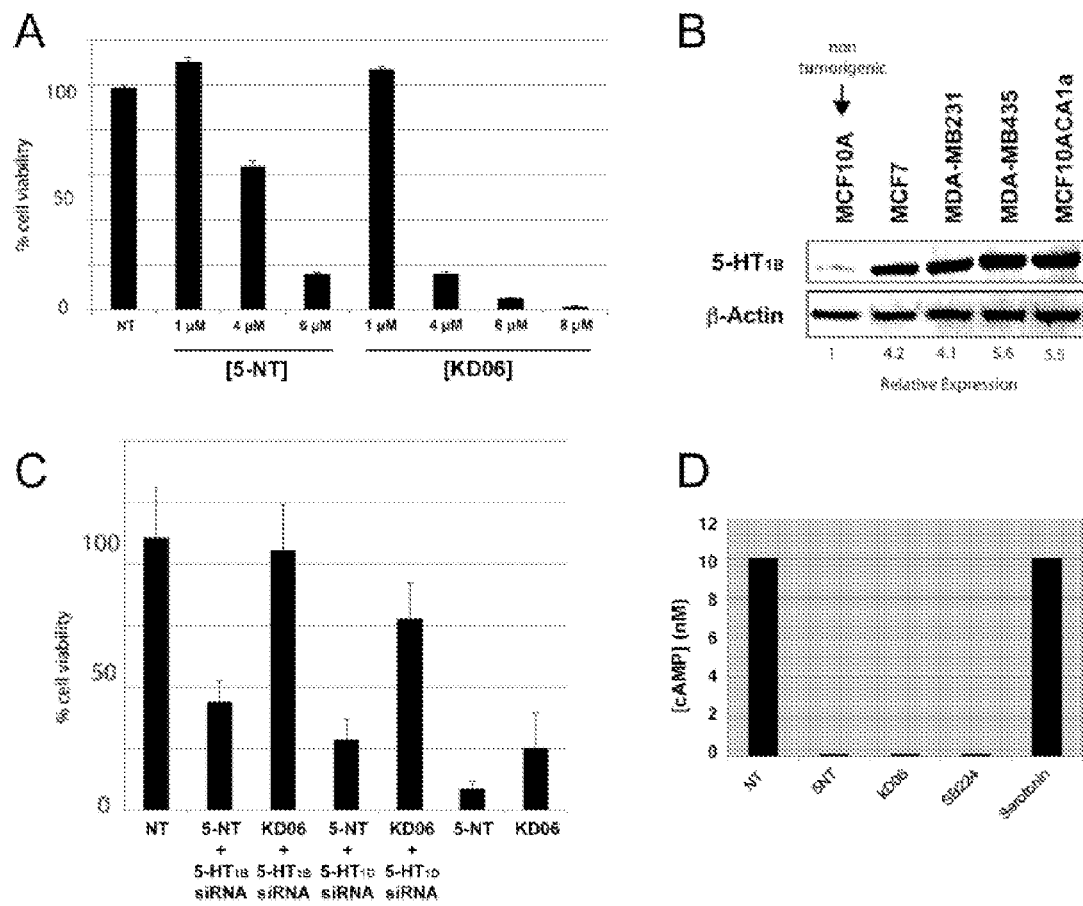 A
100
50
0
% cell viability
NT
1 µM
4 µM
6 µM
1 µM
4 µM
6 µM
8 µM
[5-NT]
[KD06]
B
non
tumorigenic
MCF10A
MCF7
MDA-MB231
MDA-MB435
MCF10ACA1a
5-HT1B
β-Actin
1
4.2
4.1
5.6
5.5
Relative Expression
C
100
50
0
% cell viability
NT
5-NT
+
5-HT1B
siRNA
KD06
+
5-HT1B
siRNA
5-NT
+
5-HT1D
siRNA
KD06
+
5-HT1D
siRNA
5-NT
KD06
D
12
10
8
6
4
2
0
[cAMP] (nM)
NT
5NT
KD06
SB224
Serotonin